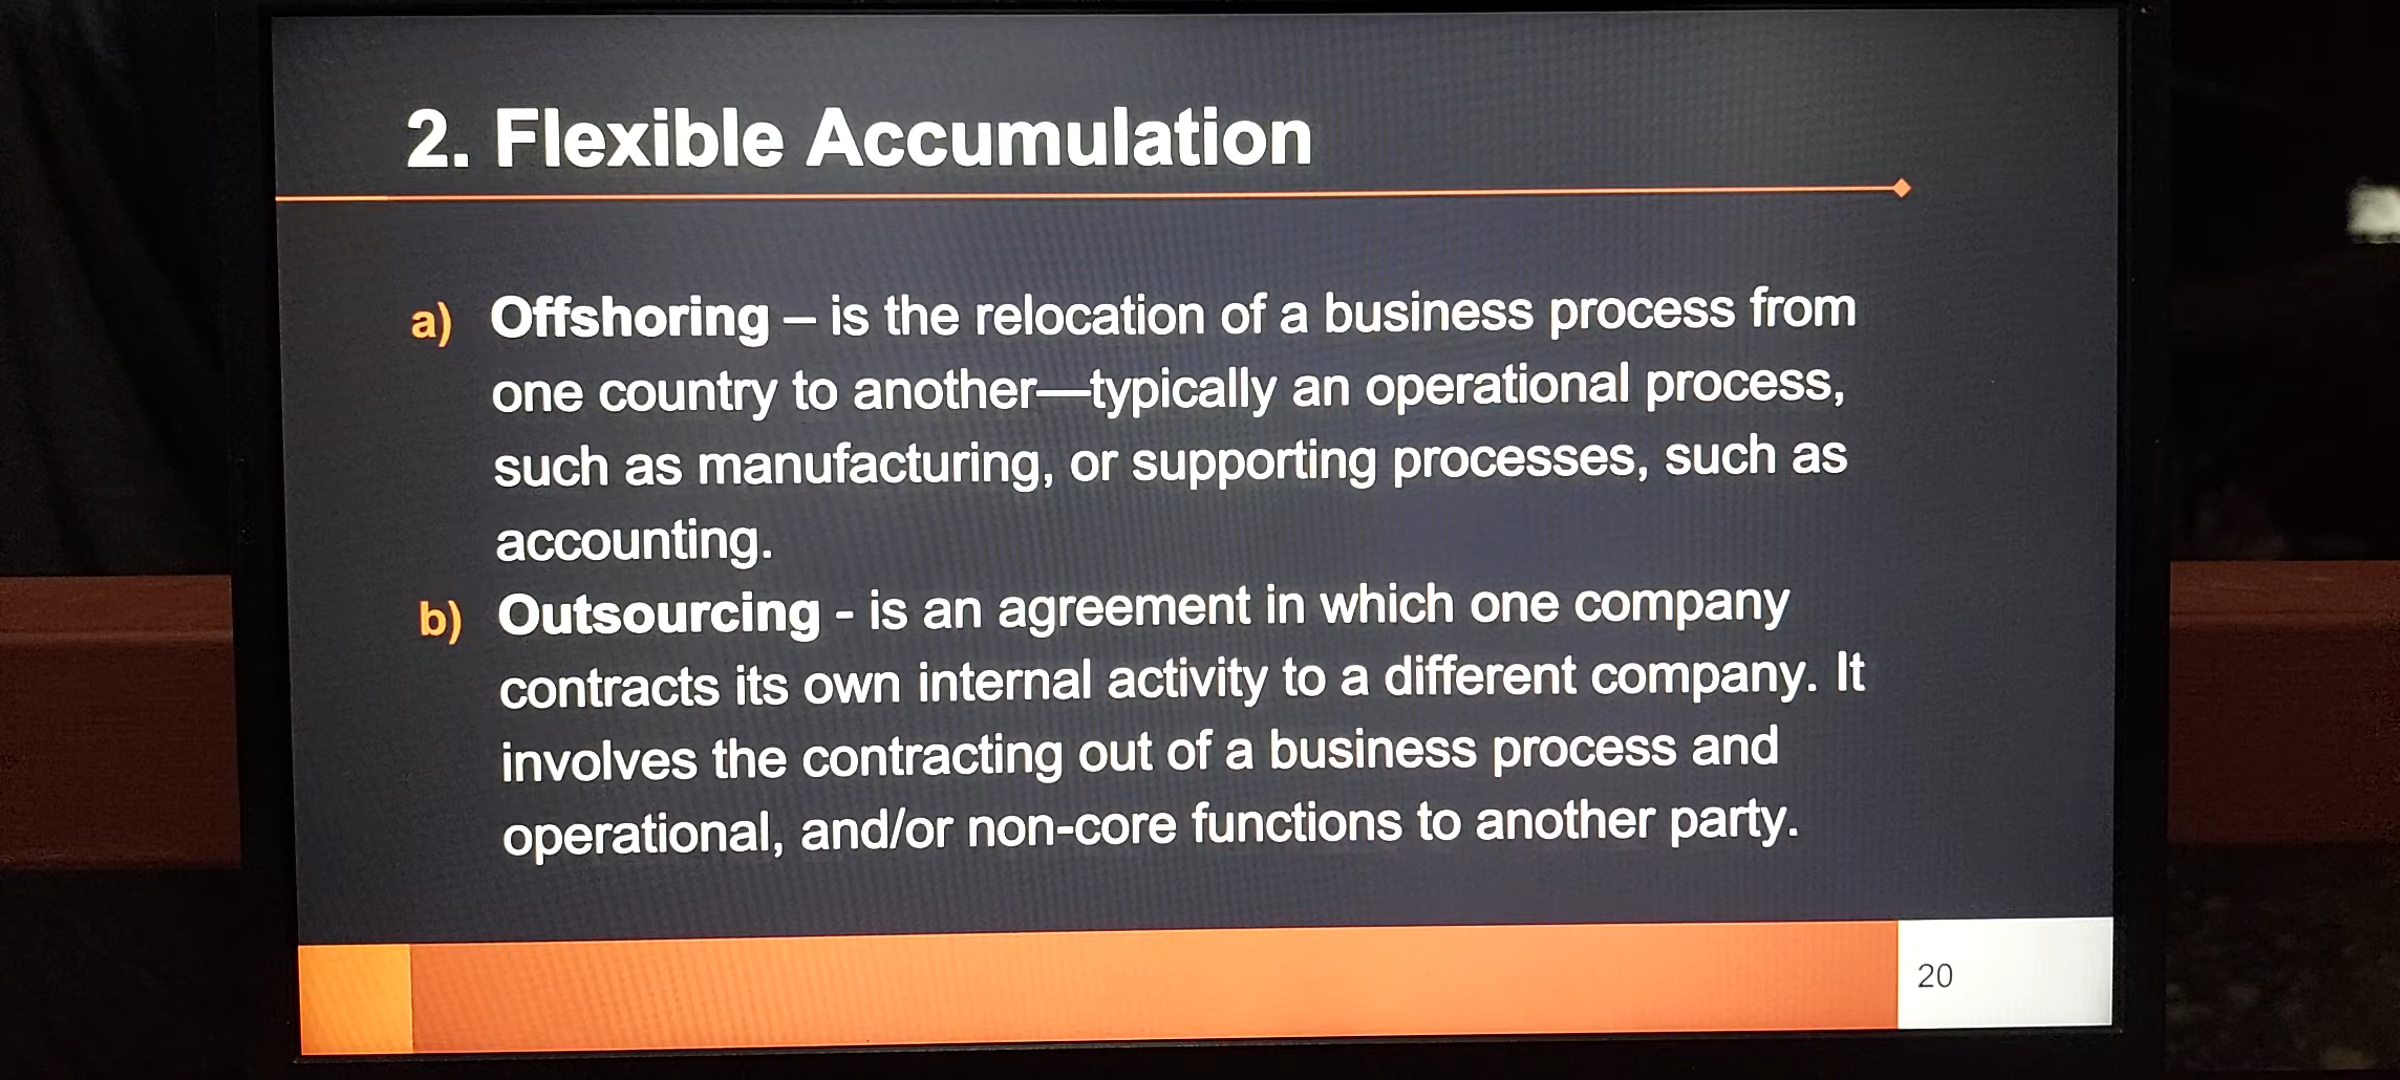 2. Flexible Accumulation
a) Offshoring – is the relocation of a business process from
one country to another—typically an operational process,
such as manufacturing, or supporting processes, such as
accounting.
b) Outsourcing - is an agreement in which one company
contracts its own internal activity to a different company. It
involves the contracting out of a business process and
operational, and/or non-core functions to another party.
20